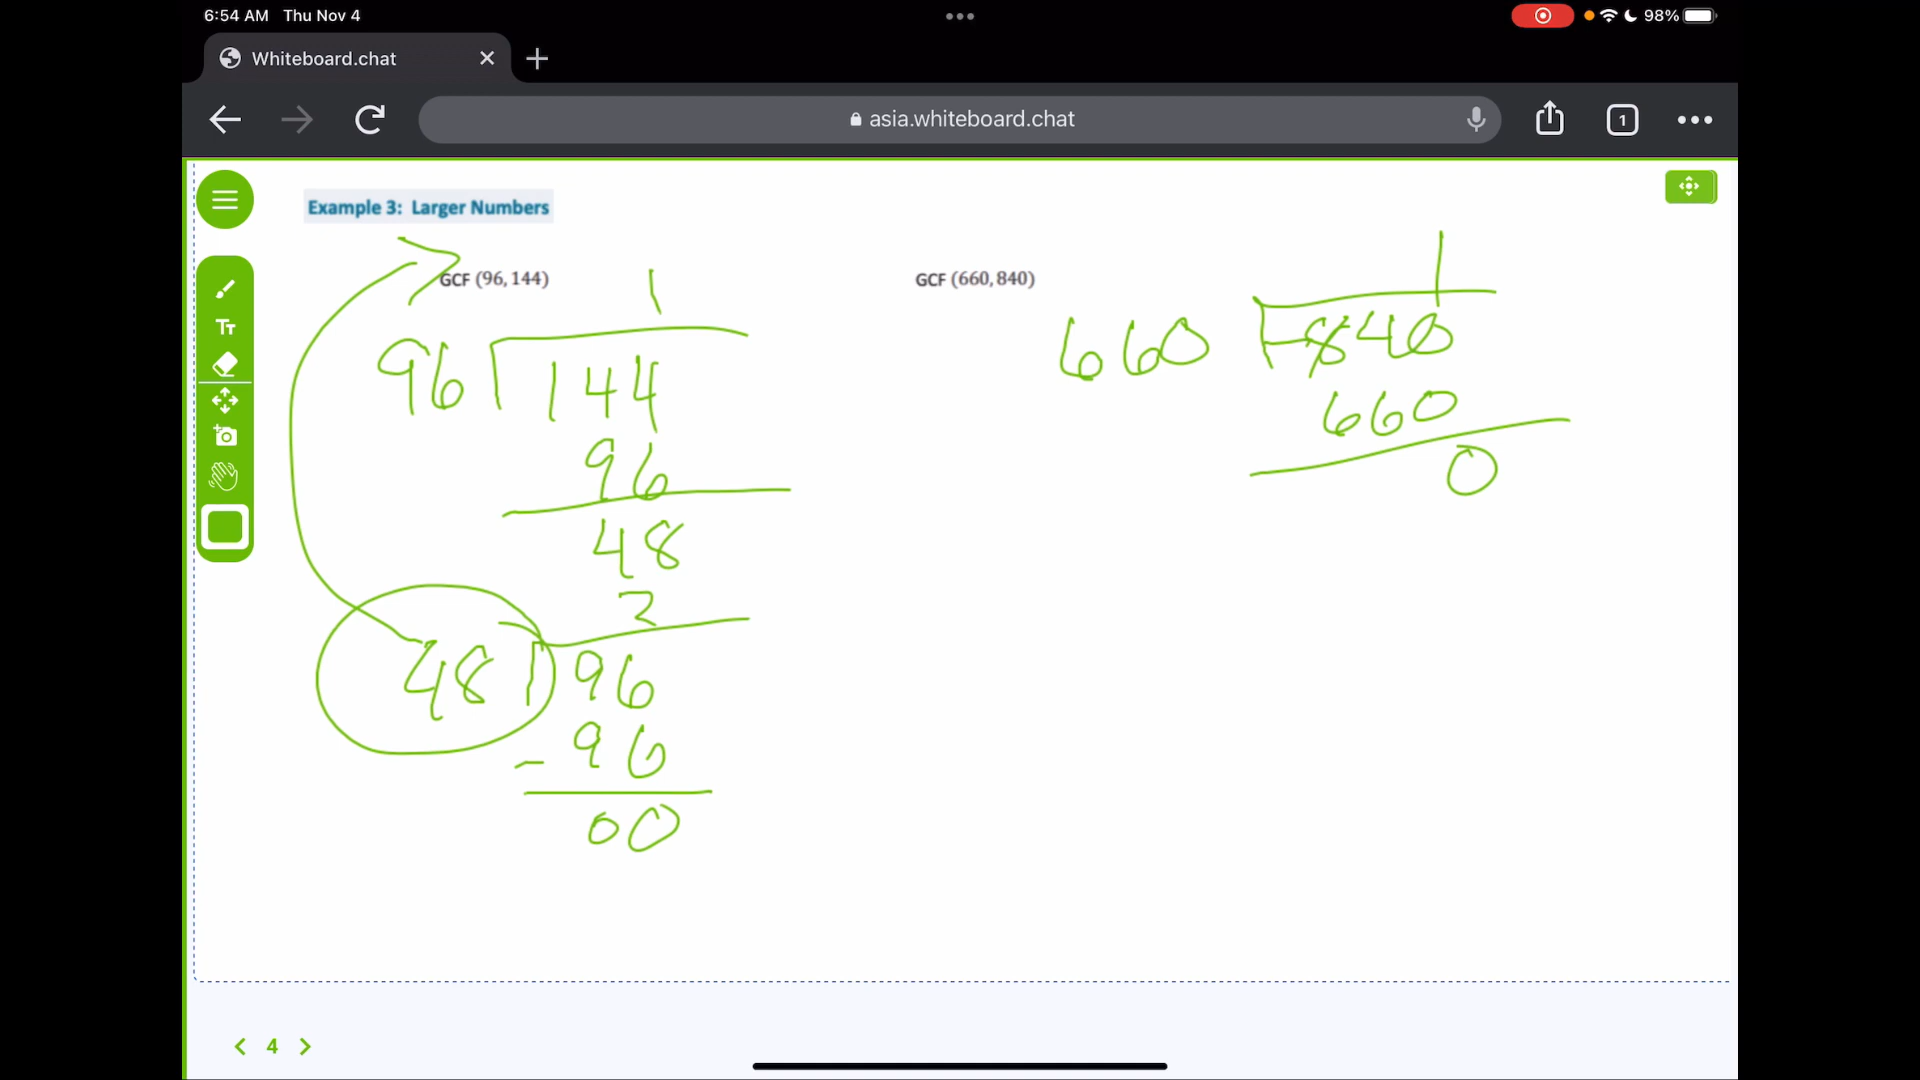 6:54 AM Thu Nov 4
98%
Whiteboard.chat
asia.whiteboard.chat
1
Example 3: Larger Numbers
GCF (96, 144)
1
96 144
96
48
2
48 96
- 96
00
GCF (660, 840)
1
660 840
660
0
Tт
4